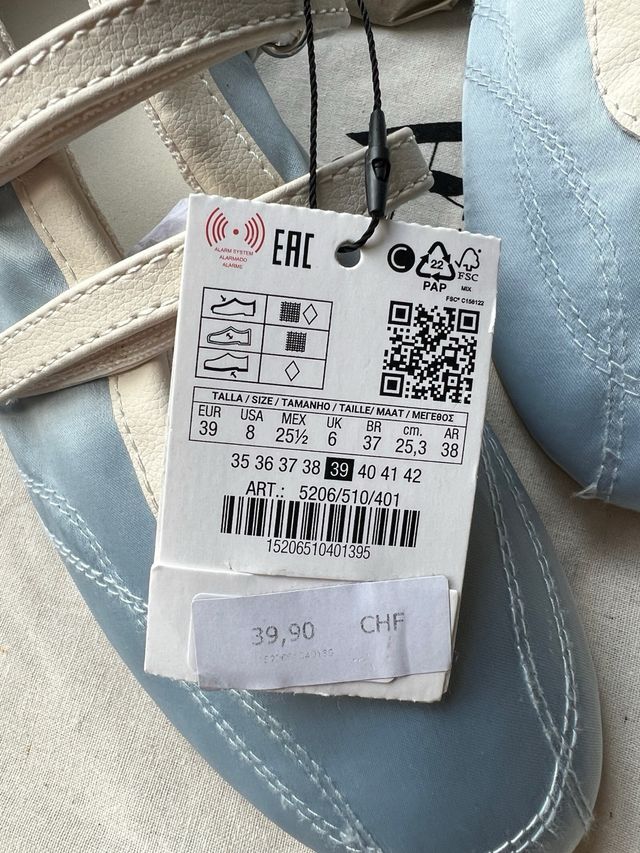 ALARM SYSTEM
ALARMADO
ALARME
EAC
C
22
PAP
FSC
MIX
FSC® C156122
TALLA / SIZE / TAMANHO / TAILLE/ MAAT / ΜΕΓΕΘΟΣ
EUR USA MEX UK BR cm. AR
39 8 25½ 6 37 25,3 38
35 36 37 38 39 40 41 42
ART.: 5206/510/401
15206510401395
39,90 CHF